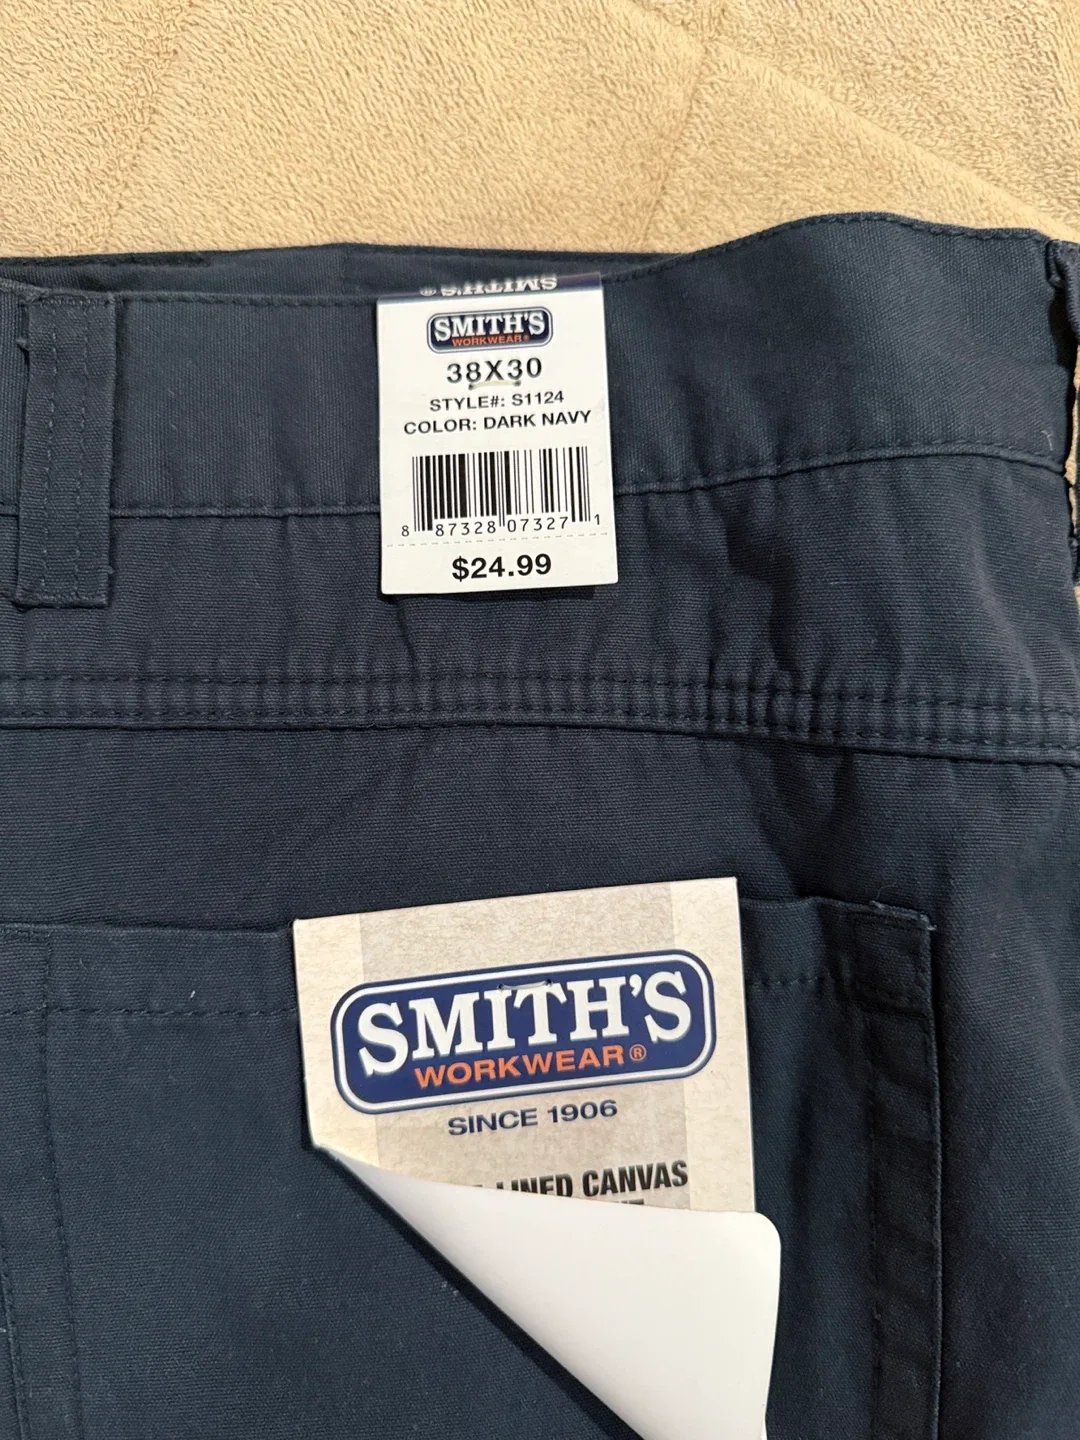 SMITH'S ®
SMITH'S
WORKWEAR®
38X30
STYLE#: S1124
COLOR: DARK NAVY
8 87328 07327 1
$24.99
SMITH'S
WORKWEAR®
SINCE 1906
LINED CANVAS